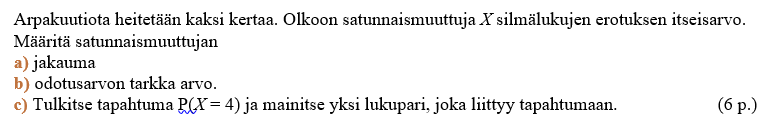 Arpakuutiota heitetään kaksi kertaa. Olkoon satunnaismuuttuja X silmälukujen erotuksen itseisarvo.
Määritä satunnaismuuttujan
a) jakauma
b) odotusarvon tarkka arvo.
c) Tulkitse tapahtuma P(X = 4) ja mainitse yksi lukupari, joka liittyy tapahtumaan. (6 p.)